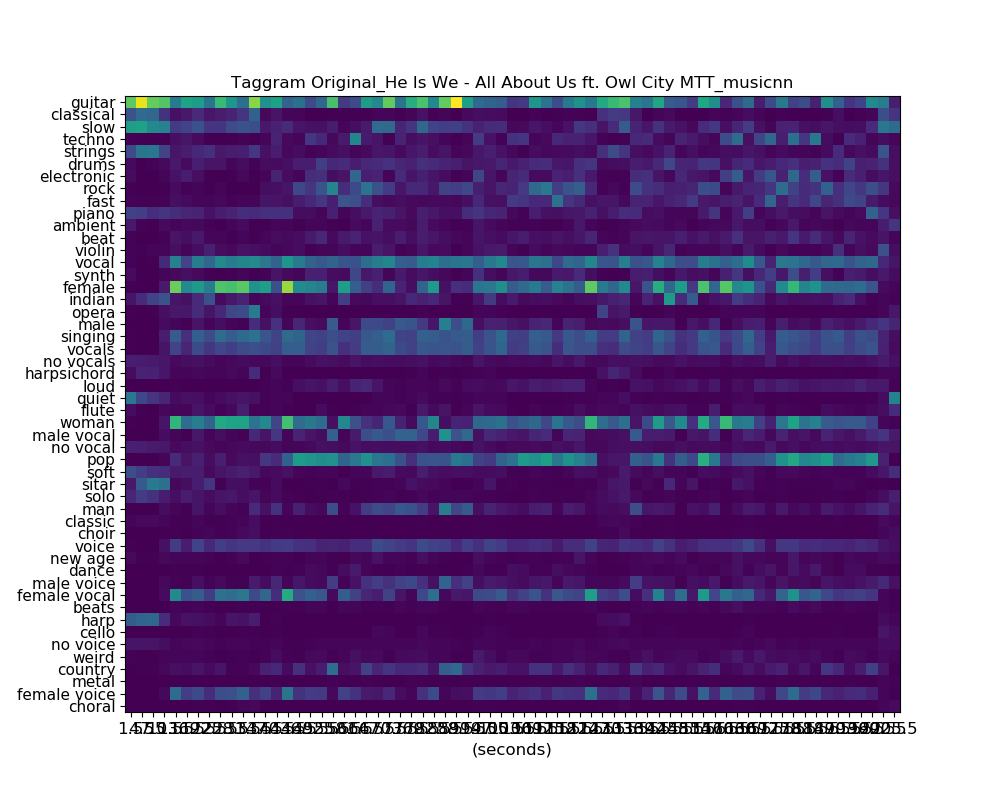 Taggram Original_He Is We - All About Us ft. Owl City MTT_musicnn
guitar
classical
slow
techno
strings
drums
electronic
rock
fast
piano
ambient
beat
violin
vocal
synth
female
indian
opera
male
singing
vocals
no vocals
harpsichord
loud
quiet
flute
woman
male vocal
no vocal
pop
soft
sitar
solo
man
classic
choir
voice
new age
dance
male voice
female vocal
beats
harp
cello
no voice
weird
country
metal
female voice
choral
(seconds)